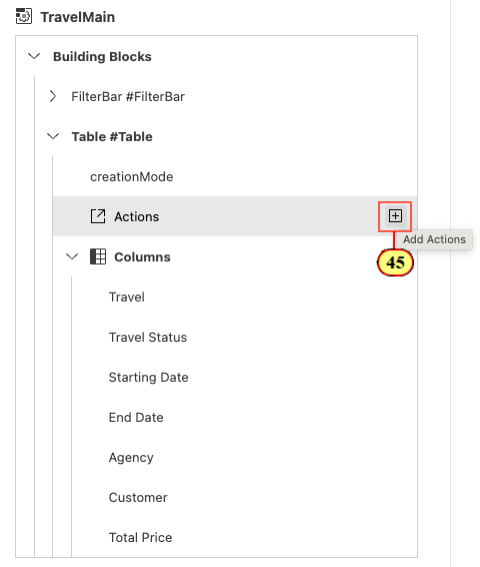 TravelMain
Building Blocks
FilterBar #FilterBar
Table #Table
creationMode
Actions
Add Actions
45
Columns
Travel
Travel Status
Starting Date
End Date
Agency
Customer
Total Price